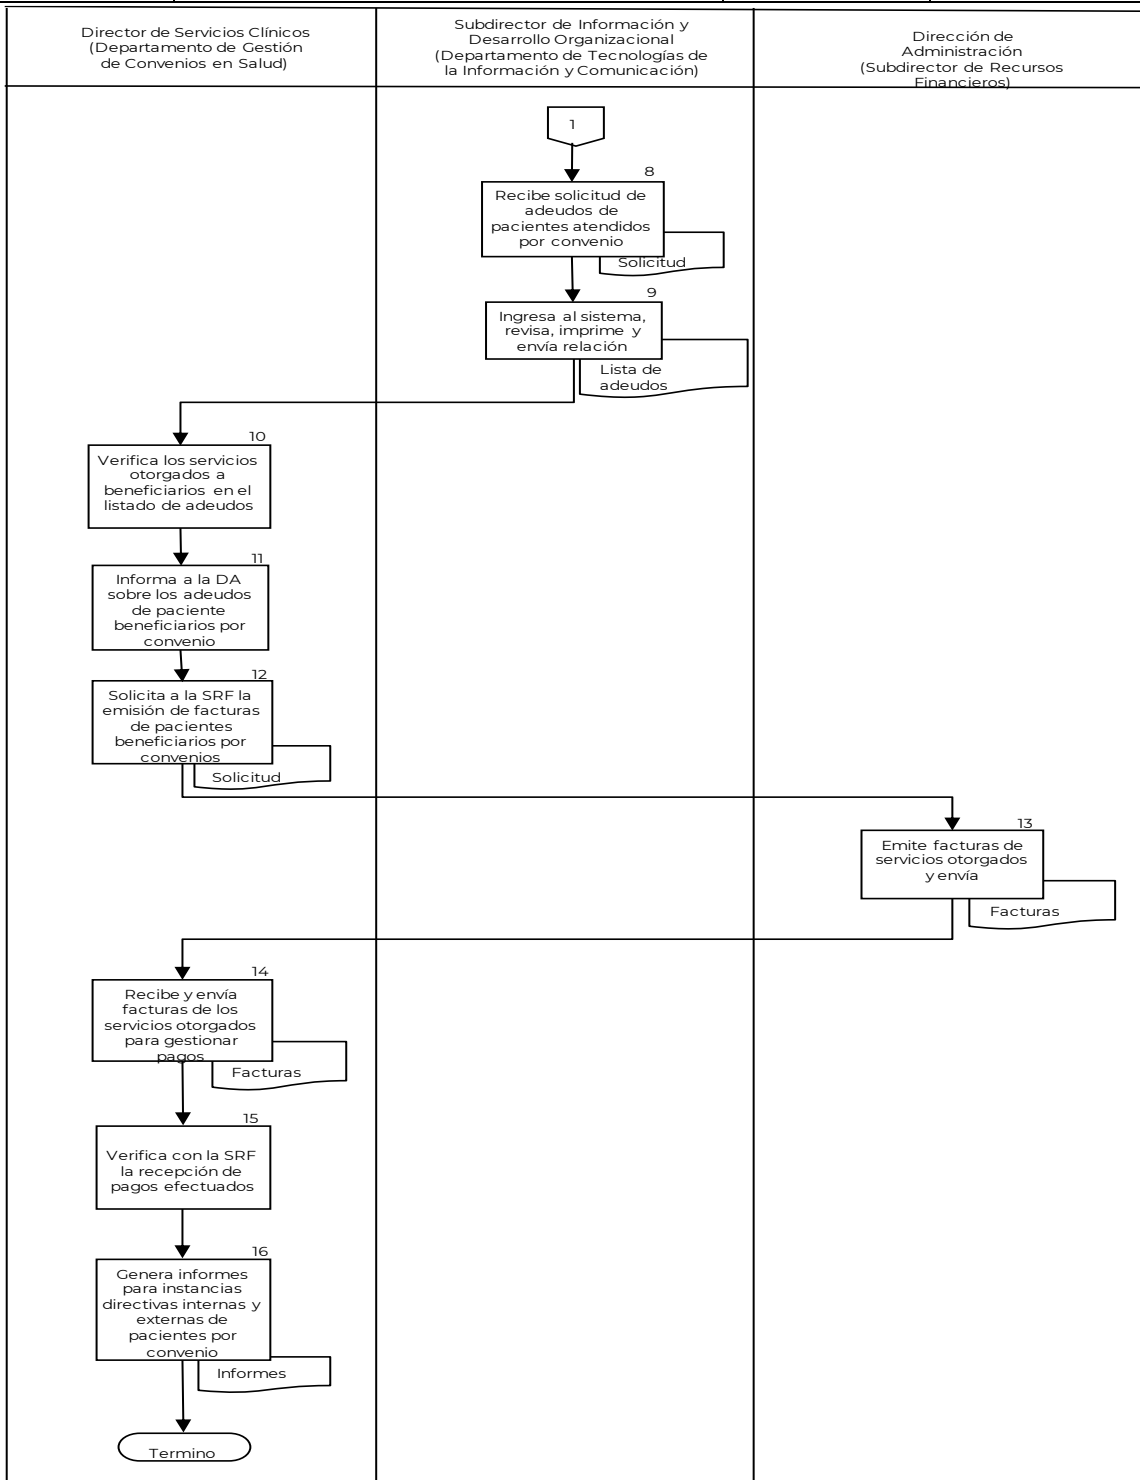 Director de Servicios Clínicos
(Departamento de Gestión
de Convenios en Salud)
Subdirector de Información y
Desarrollo Organizacional
(Departamento de Tecnologías de
la Información y Comunicación)
Dirección de
Administración
(Subdirector de Recursos
Financieros)
1
8
Recibe solicitud de
adeudos de
pacientes atendidos
por convenio
Solicitud
9
Ingresa al sistema,
revisa, imprime y
envía relación
Lista de
adeudos
10
Verifica los servicios
otorgados a
beneficiarios en el
listado de adeudos
11
Informa a la DA
sobre los adeudos
de paciente
beneficiarios por
convenio
12
Solicita a la SRF la
emisión de facturas
de pacientes
beneficiarios por
convenios
Solicitud
13
Emite facturas de
servicios otorgados
y envía
Facturas
14
Recibe y envía
facturas de los
servicios otorgados
para gestionar
pagos
Facturas
15
Verifica con la SRF
la recepción de
pagos efectuados
16
Genera informes
para instancias
directivas internas y
externas de
pacientes por
convenio
Informes
Termino